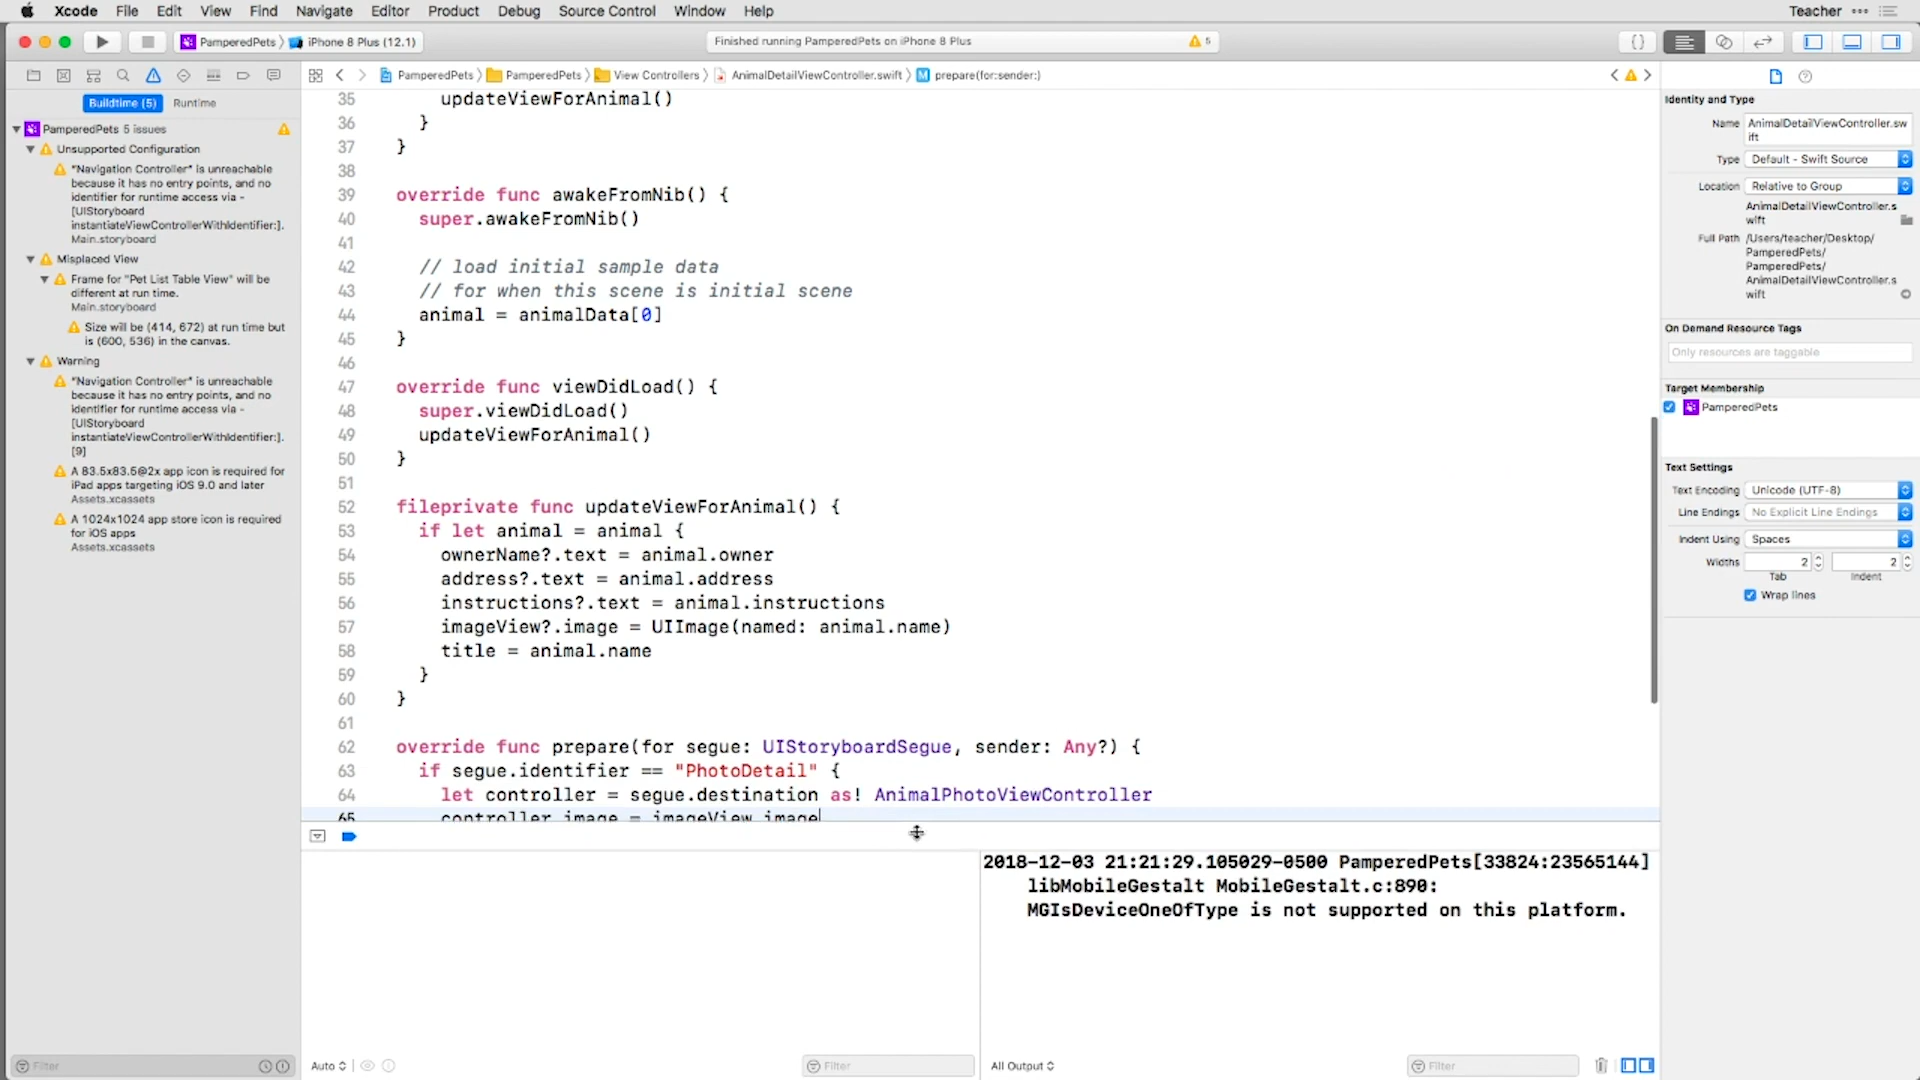 Xcode File Edit View Find Navigate Editor Product Debug Source Control Window Help Teacher
PamperedPets iPhone 8 Plus (12.1)
Finished running PamperedPets on iPhone 8 Plus 5
PamperedPets PamperedPets View Controllers AnimalDetailViewController.swift M prepare(for:sender:)
Buildtime (5) Runtime
PamperedPets 5 issues
Unsupported Configuration
"Navigation Controller" is unreachable
because it has no entry points, and no
identifier for runtime access via -
[UIStoryboard
instantiateViewControllerWithIdentifier:].
Main.storyboard
Misplaced View
Frame for "Pet List Table View" will be
different at run time.
Main.storyboard
Size will be (414, 672) at run time but
is (600, 536) in the canvas.
Warning
"Navigation Controller" is unreachable
because it has no entry points, and no
identifier for runtime access via -
[UIStoryboard
instantiateViewControllerWithIdentifier:].
[9]
A 83.5x83.5@2x app icon is required for
iPad apps targeting iOS 9.0 and later
Assets.xcassets
A 1024x1024 app store icon is required
for iOS apps
Assets.xcassets
Filter
35 updateViewForAnimal()
36 }
37 }
38
39 override func awakeFromNib() {
40 super.awakeFromNib()
41
42 // load initial sample data
43 // for when this scene is initial scene
44 animal = animalData[0]
45 }
46
47 override func viewDidLoad() {
48 super.viewDidLoad()
49 updateViewForAnimal()
50 }
51
52 fileprivate func updateViewForAnimal() {
53 if let animal = animal {
54 ownerName?.text = animal.owner
55 address?.text = animal.address
56 instructions?.text = animal.instructions
57 imageView?.image = UIImage(named: animal.name)
58 title = animal.name
59 }
60 }
61
62 override func prepare(for segue: UIStoryboardSegue, sender: Any?) {
63 if segue.identifier == "PhotoDetail" {
64 let controller = segue.destination as! AnimalPhotoViewController
65 controller.image = imageView.image
2018-12-03 21:21:29.105029-0500 PamperedPets[33824:23565144]
libMobileGestalt MobileGestalt.c:890:
MGIsDeviceOneOfType is not supported on this platform.
Auto Filter All Output Filter
Identity and Type
Name AnimalDetailViewController.sw
ift
Type Default - Swift Source
Location Relative to Group
AnimalDetailViewController.s
wift
Full Path /Users/teacher/Desktop/
PamperedPets/
PamperedPets/
AnimalDetailViewController.s
wift
On Demand Resource Tags
Only resources are taggable
Target Membership
PamperedPets
Text Settings
Text Encoding Unicode (UTF-8)
Line Endings No Explicit Line Endings
Indent Using Spaces
Widths 2 2
Tab Indent
Wrap lines